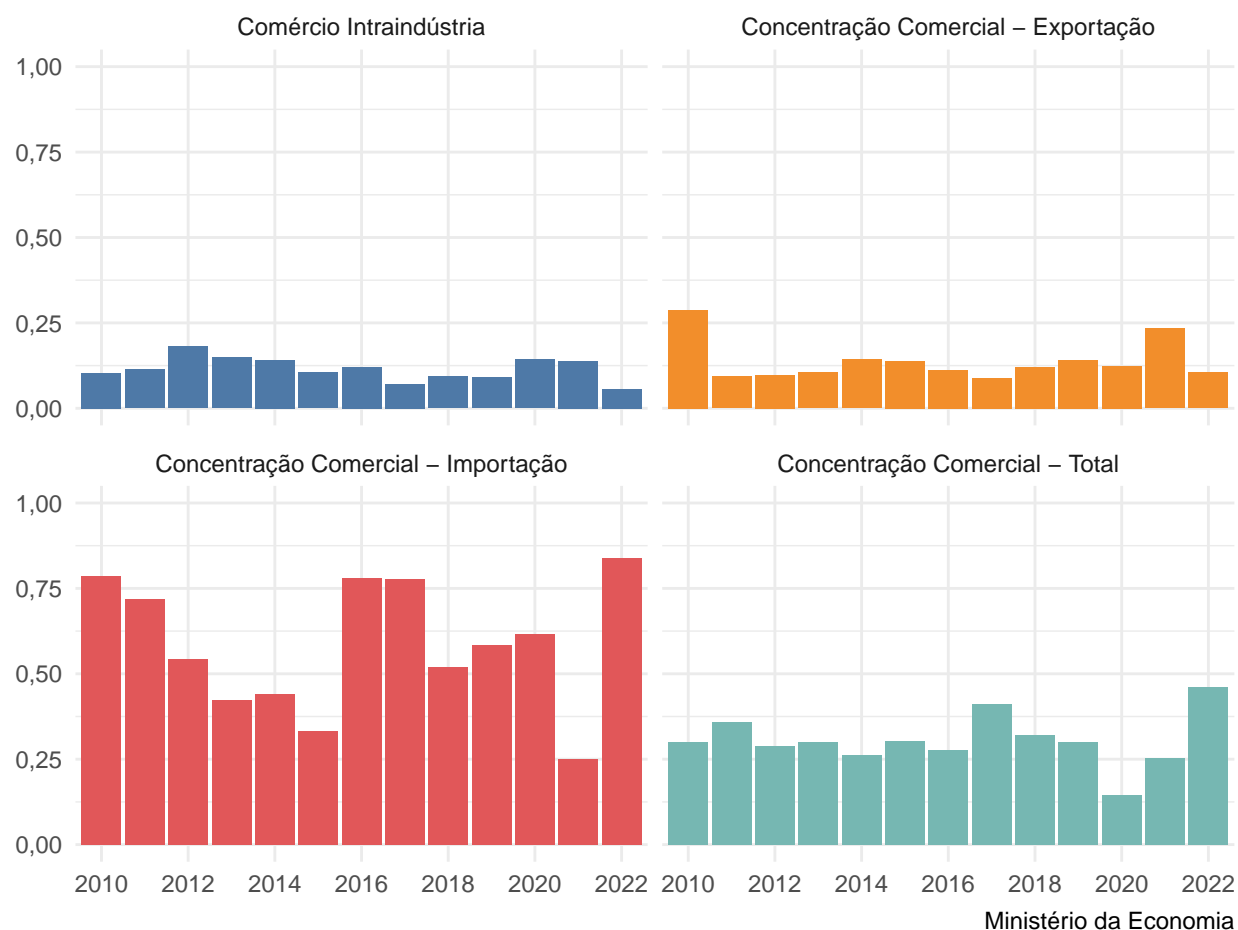 Comércio Intraindústria
Concentração Comercial – Exportação
1,00
0,75
0,50
0,25
0,00
Concentração Comercial – Importação
Concentração Comercial – Total
1,00
0,75
0,50
0,25
0,00
2010 2012 2014 2016 2018 2020 2022
2010 2012 2014 2016 2018 2020 2022
Ministério da Economia